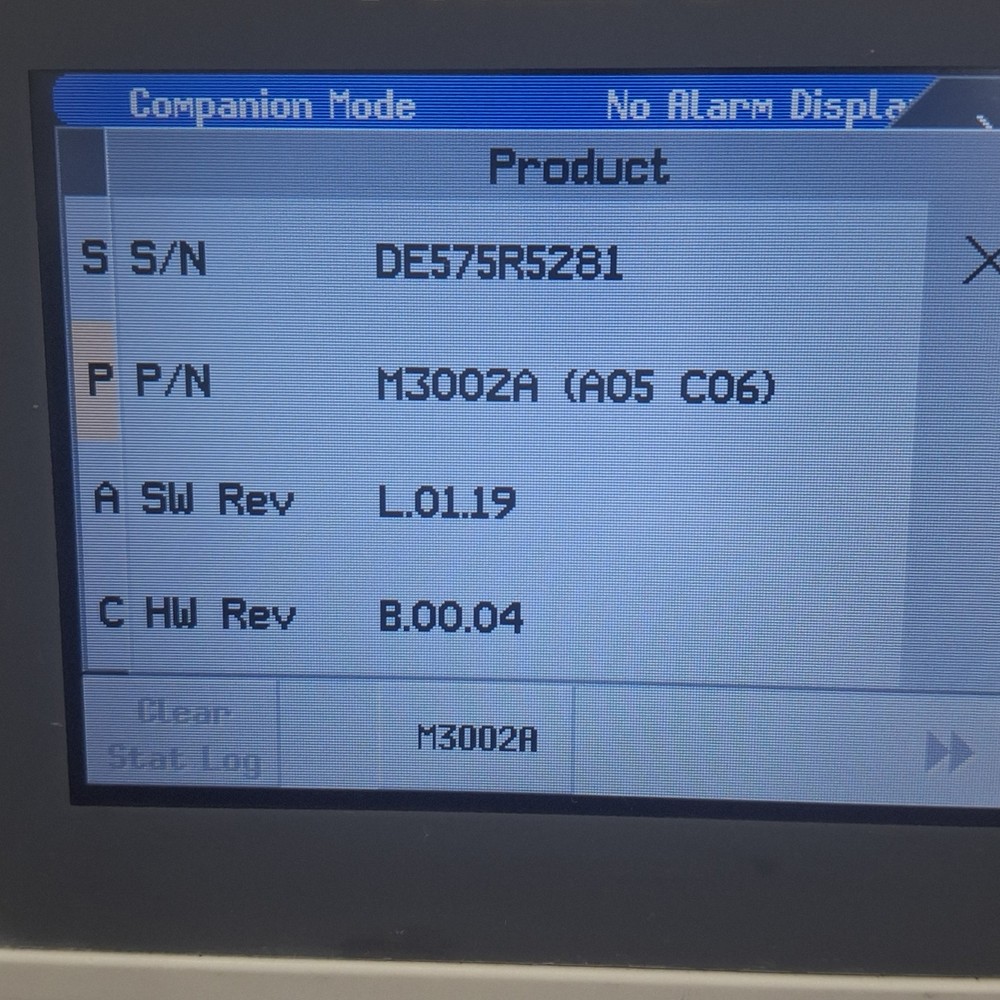 Companion Mode No Alarm Displa
Product
S S/N DE575R5281
P P/N M3002A (A05 C06)
A SW Rev L.01.19
C HW Rev B.00.04
Clear
Stat Log
M3002A